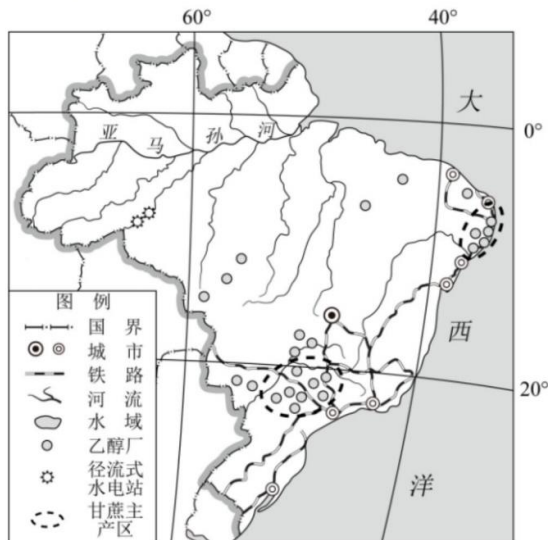 60°
40°
大
0°
亚马孙河
西
20°
洋
图例
国界
城市
铁路
河流
水域
乙醇厂
径流式
水电站
甘蔗主
产区